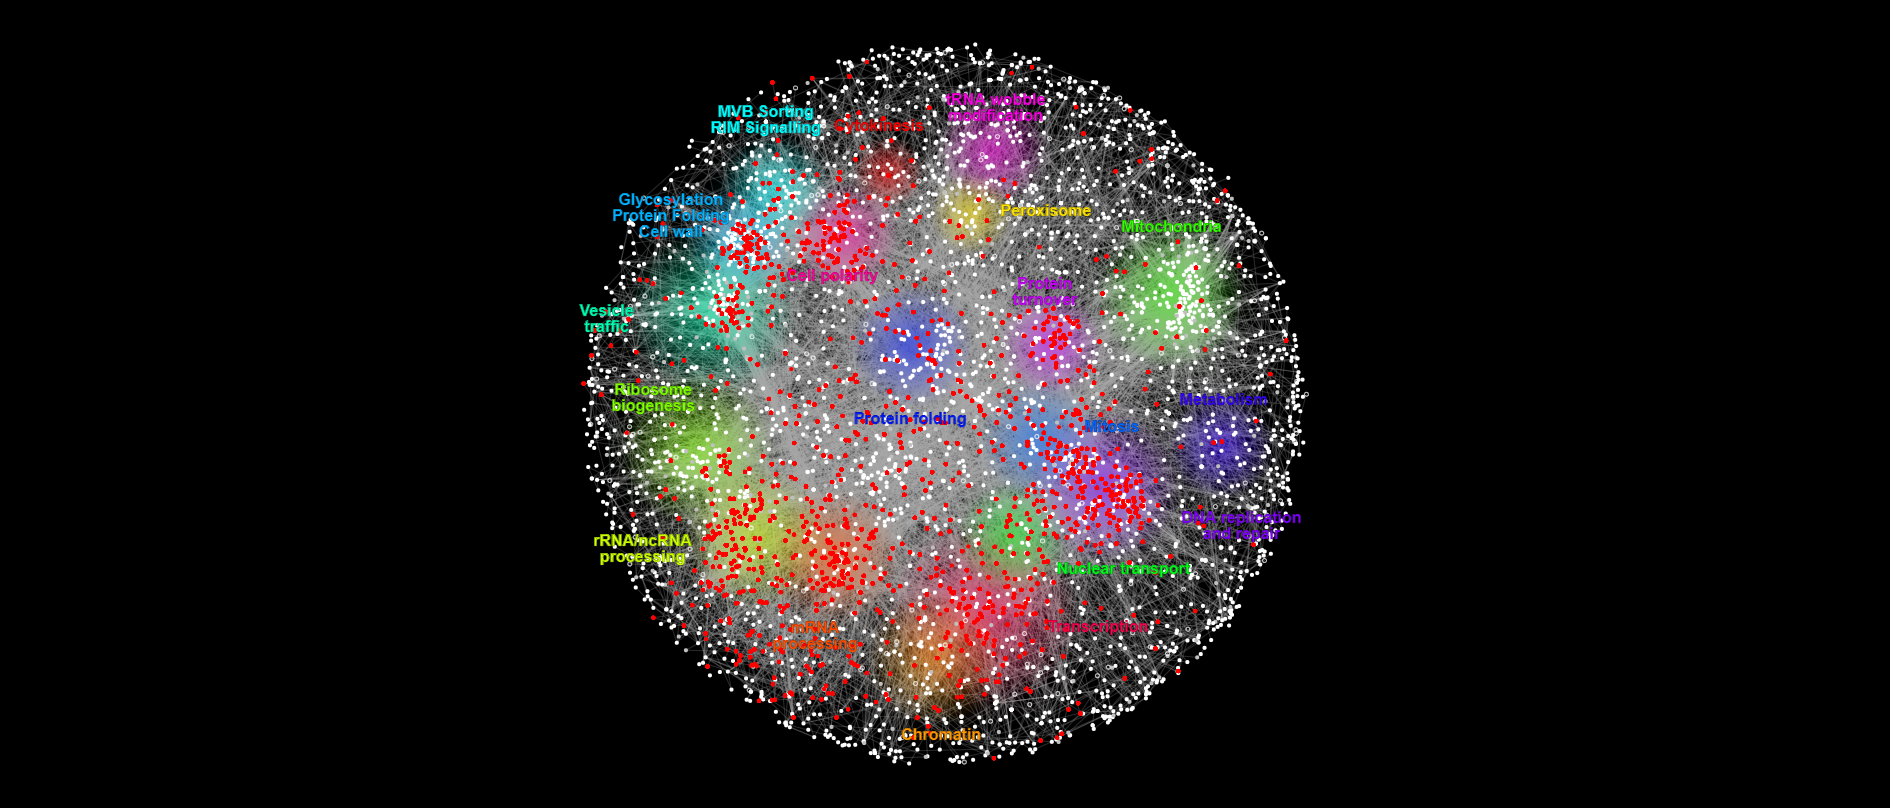 tRNA wobble
modification
MVB Sorting
RIM Signalling
Cytokinesis
Glycosylation
Protein Folding
Cell wall
Peroxisome
Mitochondria
Cell polarity
Protein
turnover
Vesicle
traffic
Ribosome
biogenesis
Metabolism
Protein folding
Mitosis
DNA replication
and repair
rRNA/ncRNA
processing
Nuclear transport
mRNA
processing
Transcription
Chromatin